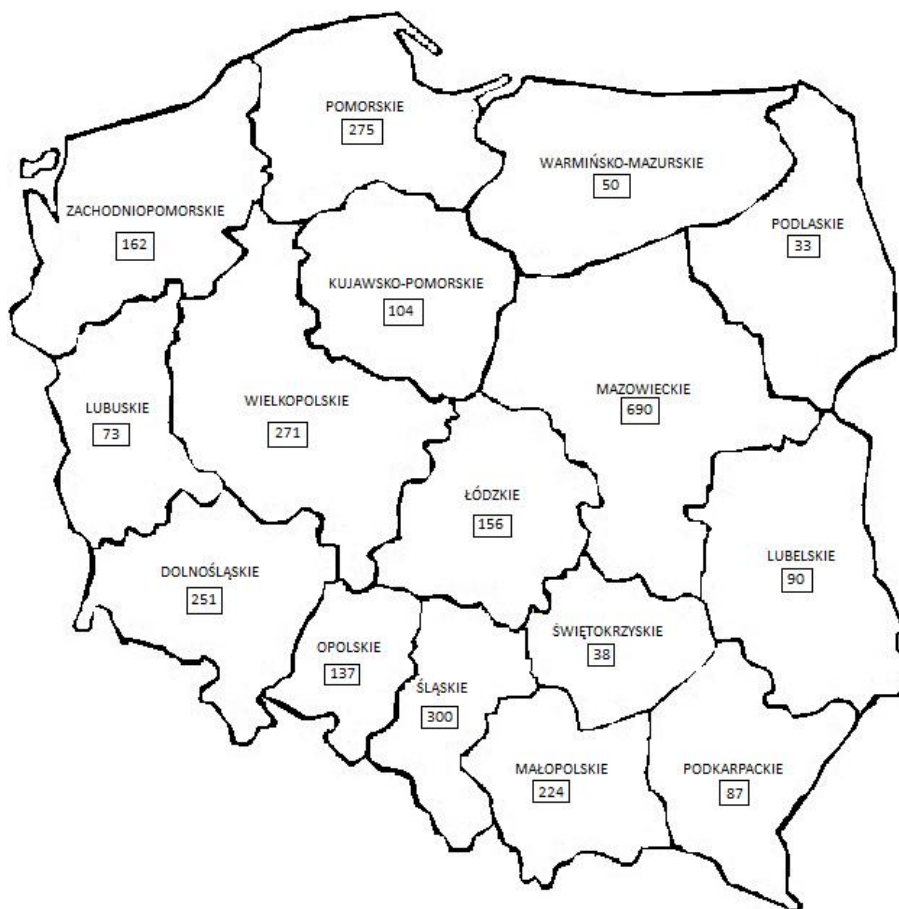 POMORSKIE
275
WARMIŃSKO-MAZURSKIE
50
ZACHODNIOPOMORSKIE
162
PODLASKIE
33
KUJAWSKO-POMORSKIE
104
LUBUSKIE
73
WIELKOPOLSKIE
271
MAZOWIECKIE
690
ŁÓDZKIE
156
LUBELSKIE
90
DOLNOŚLĄSKIE
251
OPOLSKIE
137
ŚWIĘTOKRZYSKIE
38
ŚLĄSKIE
300
MAŁOPOLSKIE
224
PODKARPACKIE
87